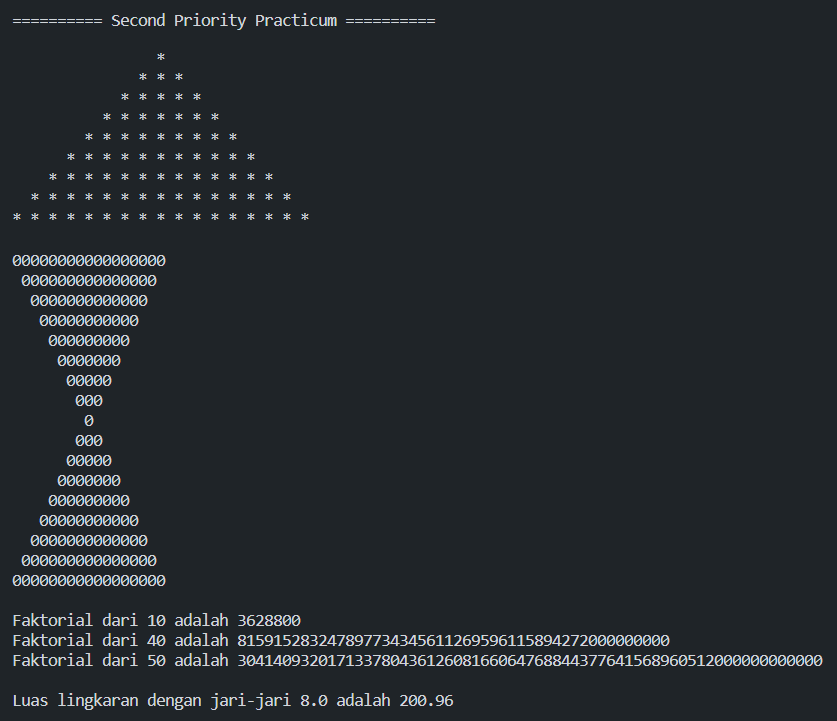 ========== Second Priority Practicum ==========
                *
              * * *
            * * * * *
          * * * * * * *
        * * * * * * * * *
      * * * * * * * * * * *
    * * * * * * * * * * * * *
  * * * * * * * * * * * * * * *
* * * * * * * * * * * * * * * * *
00000000000000000
 000000000000000
  0000000000000
   00000000000
    000000000
     0000000
      00000
       000
        0
       000
      00000
     0000000
    000000000
   00000000000
  0000000000000
 000000000000000
00000000000000000
Faktorial dari 10 adalah 3628800
Faktorial dari 40 adalah 815915283247897734345611269596115894272000000000
Faktorial dari 50 adalah 30414093201713378043612608166064768844377641568960512000000000000
Luas lingkaran dengan jari-jari 8.0 adalah 200.96